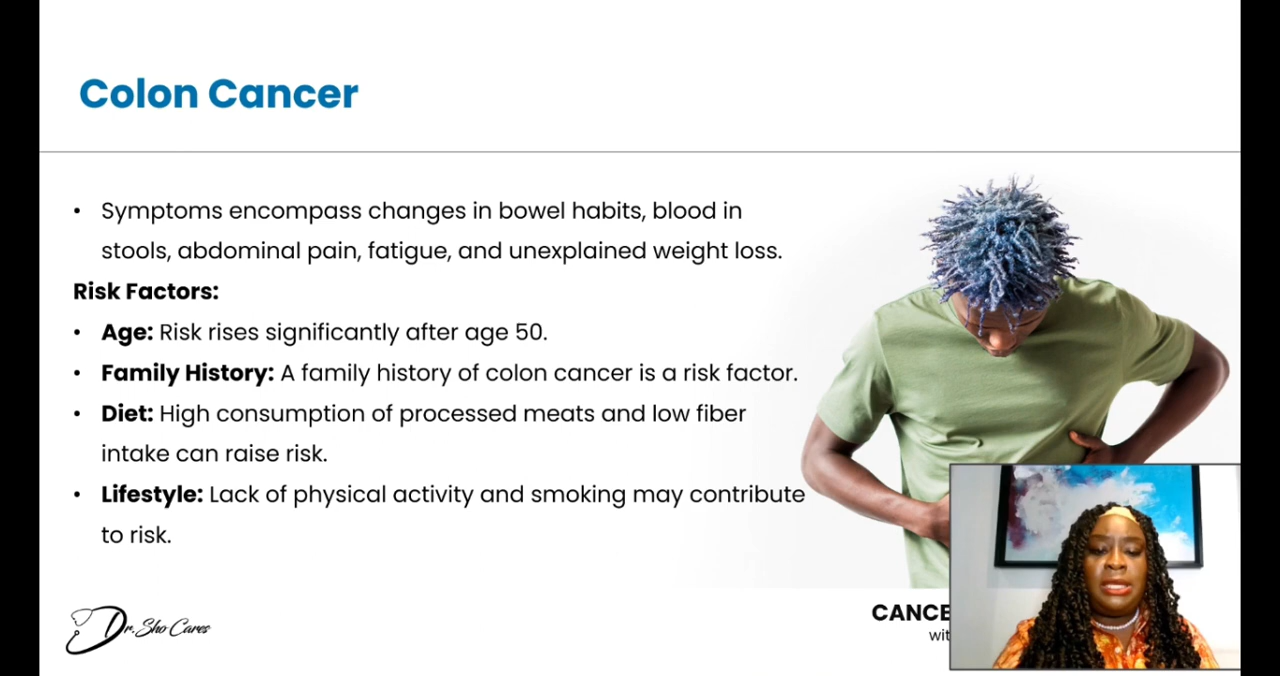 Colon Cancer
• Symptoms encompass changes in bowel habits, blood in
stools, abdominal pain, fatigue, and unexplained weight loss.
Risk Factors:
• Age: Risk rises significantly after age 50.
• Family History: A family history of colon cancer is a risk factor.
• Diet: High consumption of processed meats and low fiber
intake can raise risk.
• Lifestyle: Lack of physical activity and smoking may contribute
to risk.
Dr. Sho Cares